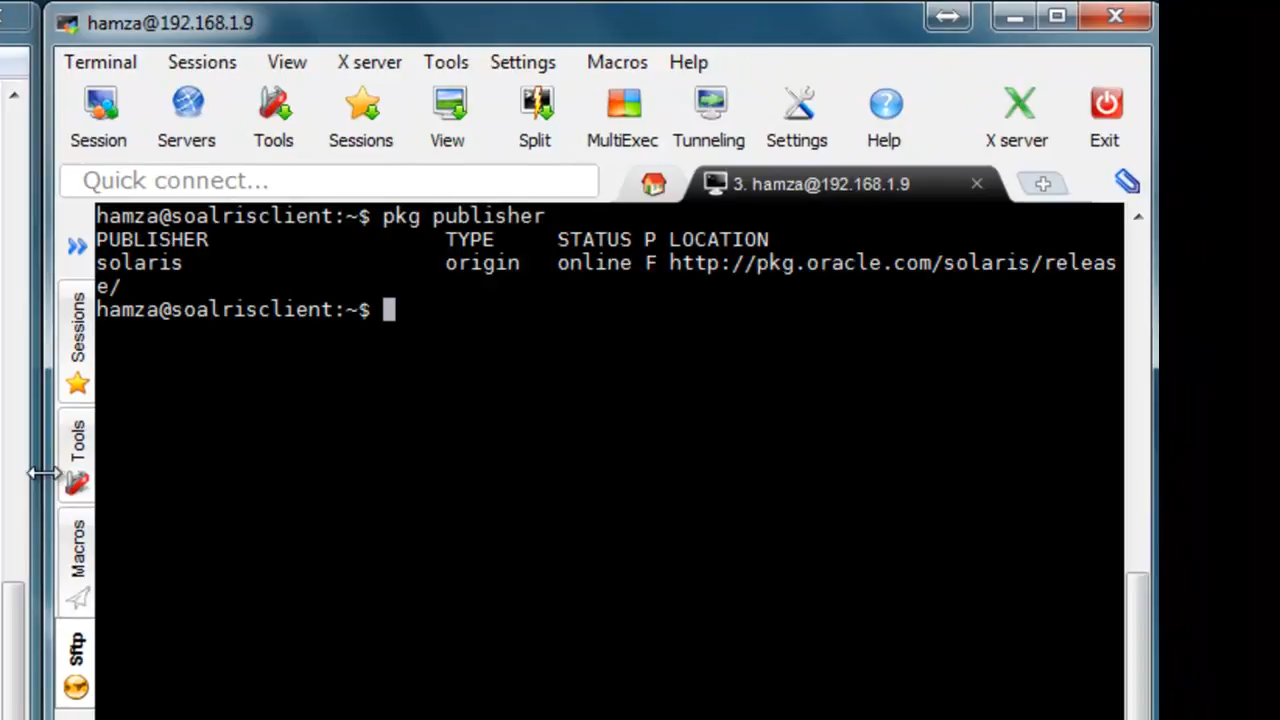 hamza@192.168.1.9
Terminal Sessions View X server Tools Settings Macros Help
Session Servers Tools Sessions View Split MultiExec Tunneling Settings Help X server Exit
Quick connect...
3. hamza@192.168.1.9
hamza@soalrisclient:~$ pkg publisher
PUBLISHER TYPE STATUS P LOCATION
solaris origin online F http://pkg.oracle.com/solaris/releas
e/
hamza@soalrisclient:~$
Sessions
Tools
Macros
Sftp